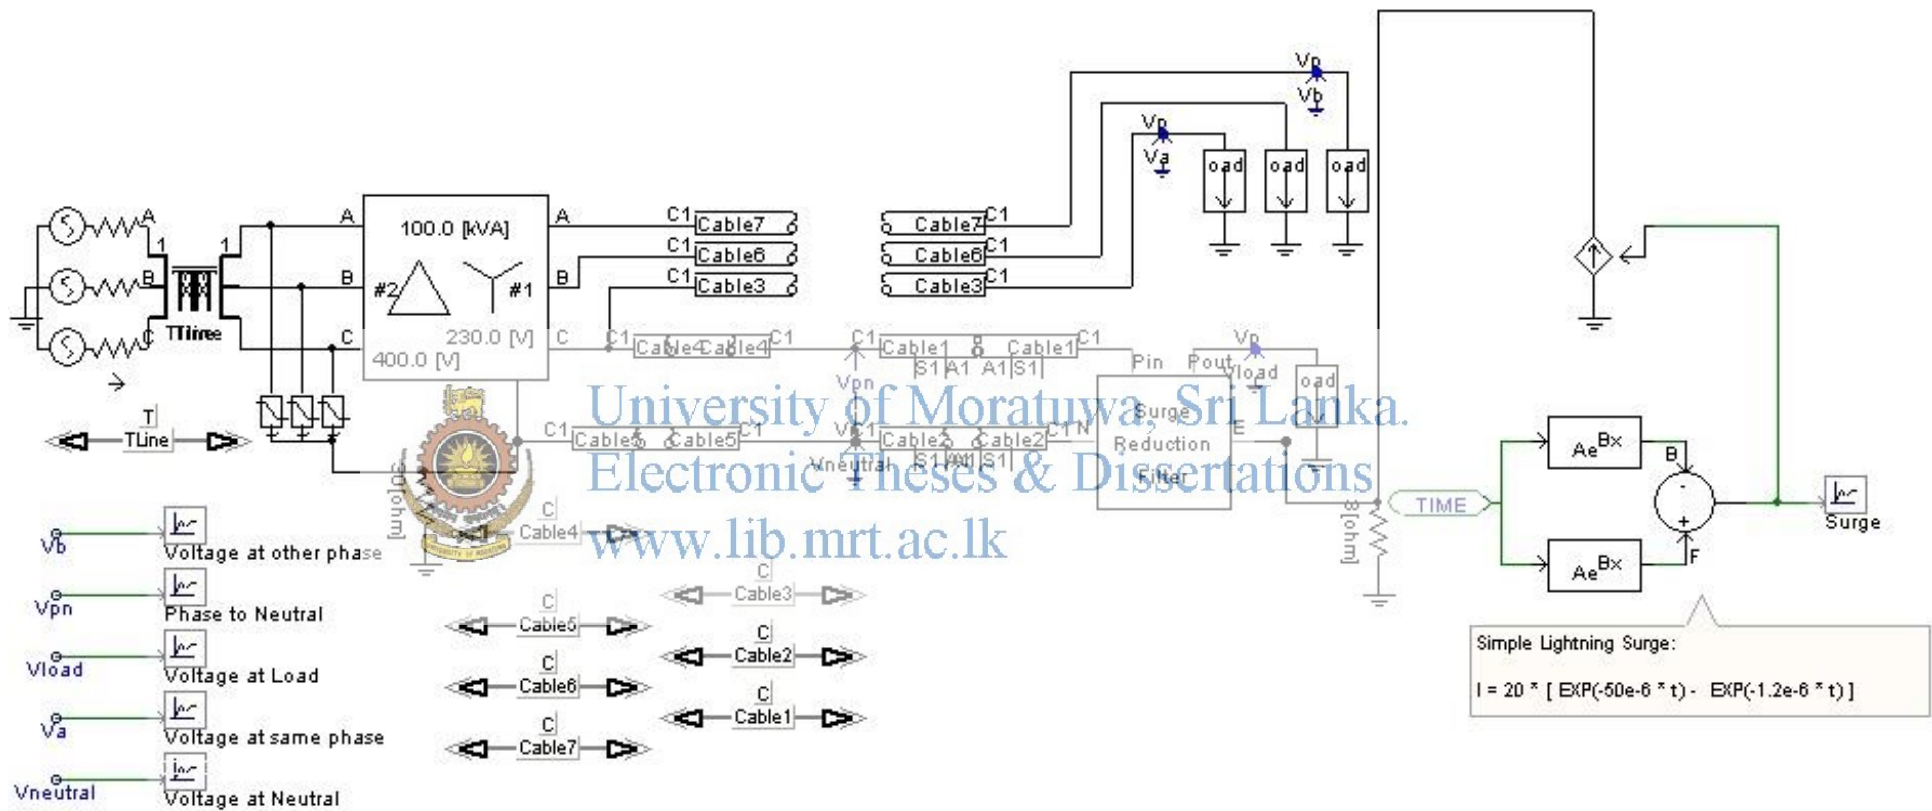 Vp
Vb
Vp
Va
oad
oad
oad
A
1
1
A
A
C1
Cable7
Cable7
C1
100.0 [kVA]
C1
Cable6
Cable6
C1
B
B
#2
#1
B
C1
Cable3
Cable3
C1
C
C
230.0 [V]
400.0 [V]
C
C1
Cable4
C1
C1
Cable1
Cable1
C1
S1
A1
A1
S1
Pin
Pout
Vp
Vload
oad
Vpn
T
TLine
University of Moratuwa, Sri Lanka.
Electronic Theses & Dissertations
www.lib.mrt.ac.lk
C1
Cable5
Cable5
C1
Cable2
Cable2
C1
N
S1
S1
Vneutral
Surge
Reduction
Filter
E
Ae^Bx
Ae^Bx
B
-
+
F
TIME
Surge
8[ohm]
C
Cable4
C
Cable3
C
Cable5
C
Cable2
C
Cable6
C
Cable1
C
Cable7
Vb
Voltage at other phase
Vpn
Phase to Neutral
Vload
Voltage at Load
Va
Voltage at same phase
Vneutral
Voltage at Neutral
Simple Lightning Surge:
I = 20 * [ EXP(-50e-6 * t) - EXP(-1.2e-6 * t) ]